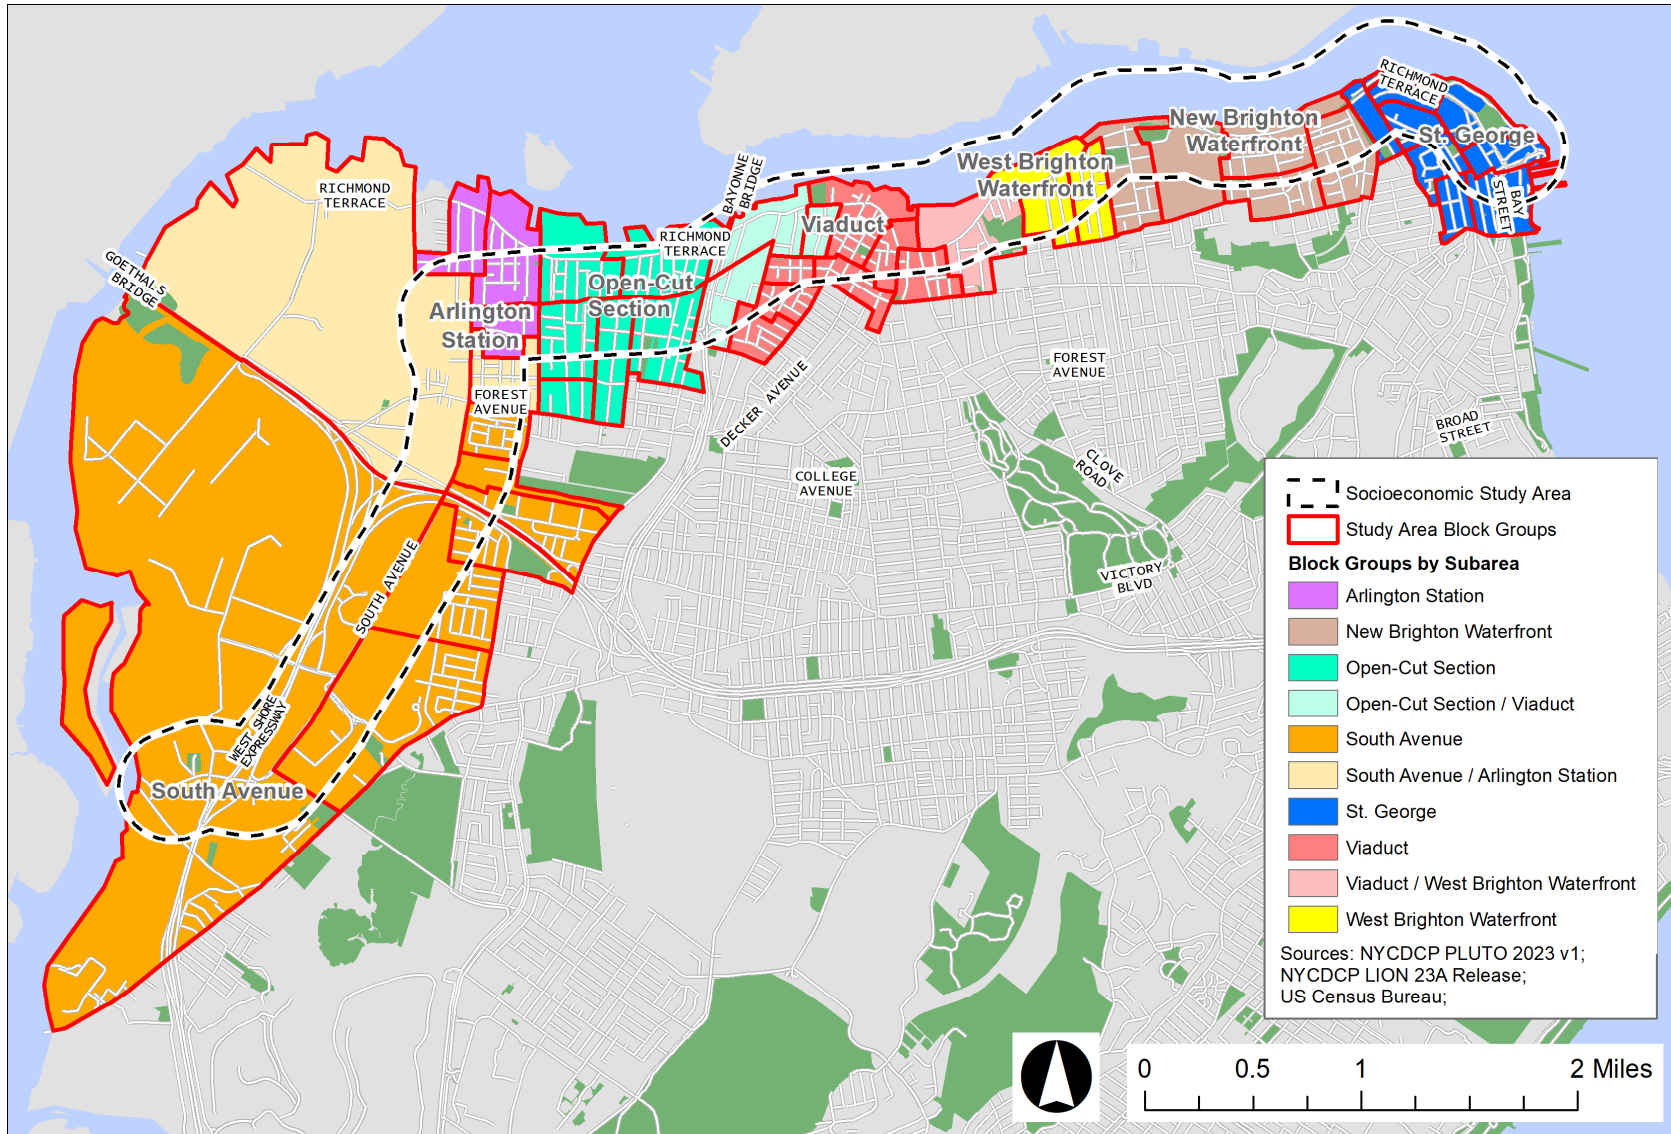 RICHMOND
TERRACE
New Brighton
Waterfront
St. George
West Brighton
Waterfront
BAYONNE
BRIDGE
RICHMOND
TERRACE
BAY
STREET
Viaduct
RICHMOND
TERRACE
GOETHALS
BRIDGE
Open-Cut
Section
Arlington
Station
FOREST
AVENUE
FOREST
AVENUE
DECKER AVENUE
BROAD
STREET
CLOVE
ROAD
COLLEGE
AVENUE
VICTORY
BLVD
SOUTH AVENUE
WEST SHORE
EXPRESSWAY
South Avenue
Socioeconomic Study Area
Study Area Block Groups
Block Groups by Subarea
Arlington Station
New Brighton Waterfront
Open-Cut Section
Open-Cut Section / Viaduct
South Avenue
South Avenue / Arlington Station
St. George
Viaduct
Viaduct / West Brighton Waterfront
West Brighton Waterfront
Sources: NYCDCP PLUTO 2023 v1;
NYCDCP LION 23A Release;
US Census Bureau;
0 0.5 1 2 Miles